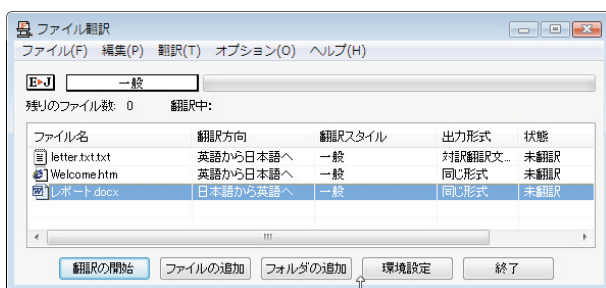 ファイル翻訳
ファイル(F) 編集(P) 翻訳(T) オプション(O) ヘルプ(H)
E▸J 一般
残りのファイル数: 0 翻訳中:
ファイル名 翻訳方向 翻訳スタイル 出力形式 状態
letter.txt.txt 英語から日本語へ 一般 対訳翻訳文... 未翻訳
Welcome.htm 英語から日本語へ 一般 同じ形式 未翻訳
レポート.docx 日本語から英語へ 一般 同じ形式 未翻訳
翻訳の開始 ファイルの追加 フォルダの追加 環境設定 終了